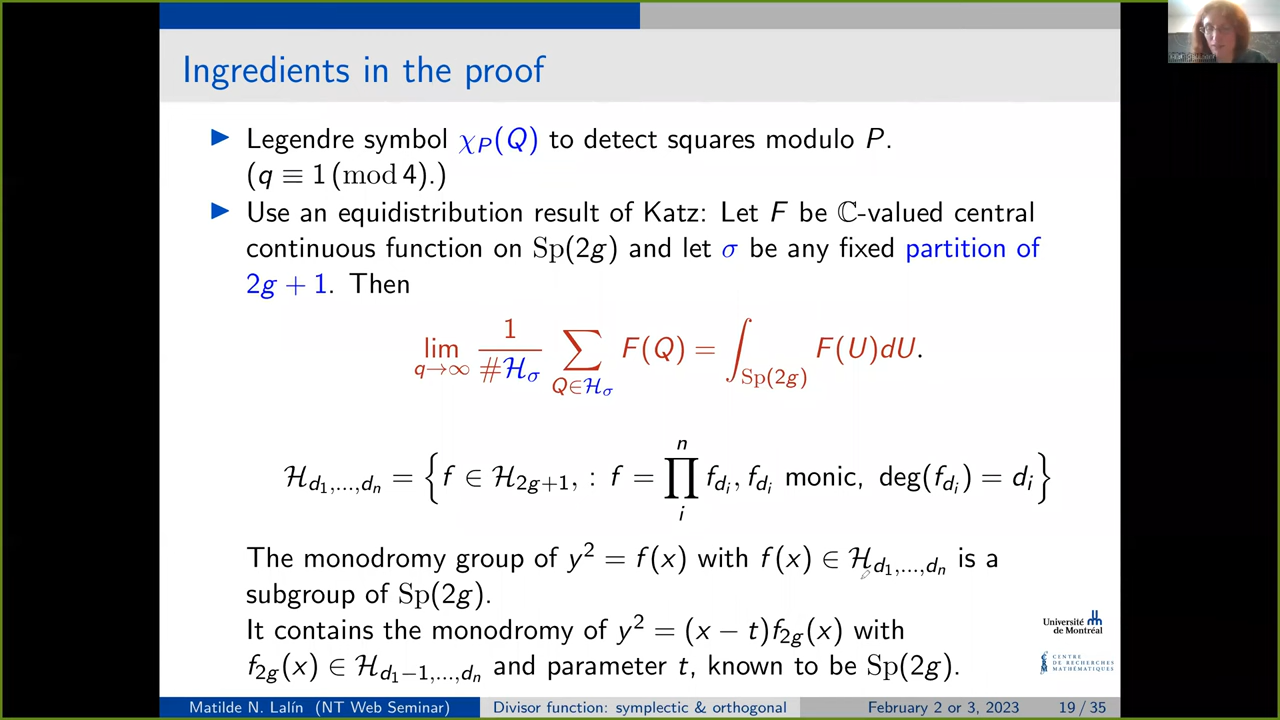 Ingredients in the proof
▶ Legendre symbol χ_P(Q) to detect squares modulo P.
(q ≡ 1 (mod 4).)
▶ Use an equidistribution result of Katz: Let F be ℂ-valued central
continuous function on Sp(2g) and let σ be any fixed partition of
2g + 1. Then
lim_{q→∞} 1/#ℋ_σ ∑_{Q∈ℋ_σ} F(Q) = ∫_{Sp(2g)} F(U)dU.
ℋ_{d_1,...,d_n} = { f ∈ ℋ_{2g+1}, : f = ∏_i^n f_{d_i}, f_{d_i} monic, deg(f_{d_i}) = d_i }
The monodromy group of y² = f(x) with f(x) ∈ ℋ_{d_1,...,d_n} is a
subgroup of Sp(2g).
It contains the monodromy of y² = (x − t)f_{2g}(x) with
f_{2g}(x) ∈ ℋ_{d_1−1,...,d_n} and parameter t, known to be Sp(2g).
Université
de Montréal
CENTRE
DE RECHERCHES
MATHÉMATIQUES
Matilde N. Lalín (NT Web Seminar) Divisor function: symplectic & orthogonal February 2 or 3, 2023 19 / 35